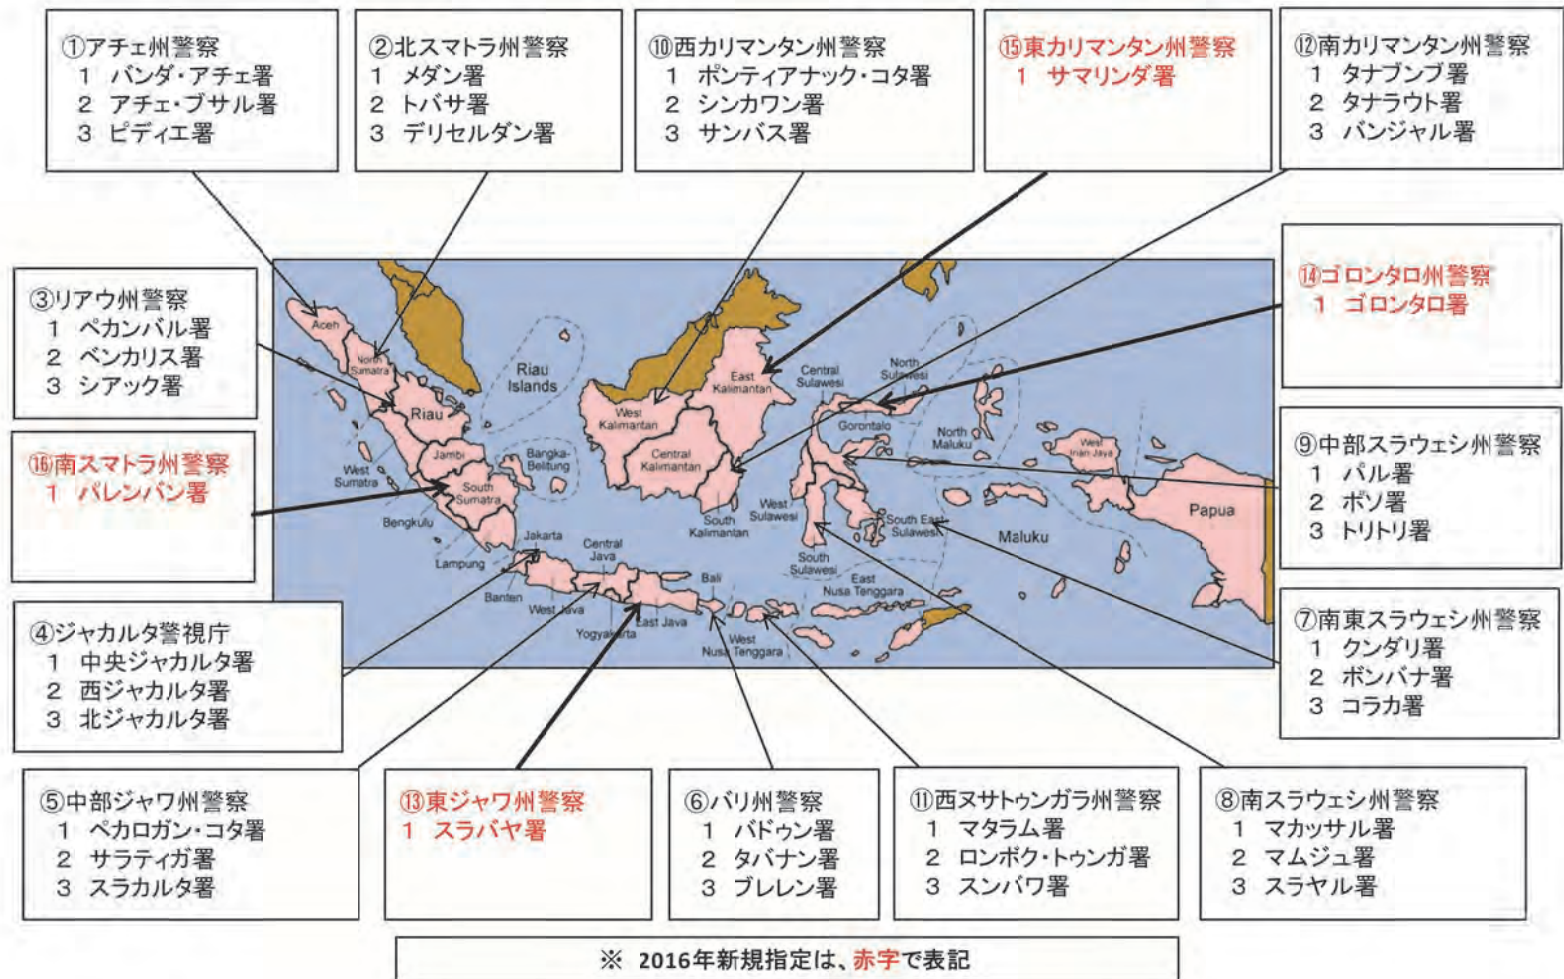 ①アチェ州警察
1 バンダ・アチェ署
2 アチェ・ブサル署
3 ピディエ署
②北スマトラ州警察
1 メダン署
2 トバサ署
3 デリセルダン署
⑩西カリマンタン州警察
1 ポンティアナック・コタ署
2 シンカワン署
3 サンバス署
⑮東カリマンタン州警察
1 サマリンダ署
⑫南カリマンタン州警察
1 タナブンブ署
2 タナラウト署
3 バンジャル署
③リアウ州警察
1 ペカンバル署
2 ベンカリス署
3 シアック署
⑭ゴロンタロ州警察
1 ゴロンタロ署
⑯南スマトラ州警察
1 パレンバン署
⑨中部スラウェシ州警察
1 パル署
2 ポソ署
3 トリトリ署
Aceh
North
Sumatra
Riau
Riau
Islands
Jambi
West
Sumatra
South
Sumatra
Bengkulu
Lampung
Bangka-
Belitung
West
Kalimantan
Central
Kalimantan
East
Kalimantan
South
Kalimantan
Central
Sulawesi
North
Sulawesi
Gorontalo
North
Maluku
West
Irian Jaya
Papua
West
Sulawesi
South
Sulawesi
South East
Sulawesi
Maluku
Jakarta
Central
Java
Banten
West Java
Yogyakarta
East Java
Bali
West
Nusa Tenggara
East
Nusa Tenggara
④ジャカルタ警視庁
1 中央ジャカルタ署
2 西ジャカルタ署
3 北ジャカルタ署
⑦南東スラウェシ州警察
1 クンダリ署
2 ボンバナ署
3 コラカ署
⑤中部ジャワ州警察
1 ペカロガン・コタ署
2 サラティガ署
3 スラカルタ署
⑬東ジャワ州警察
1 スラバヤ署
⑥バリ州警察
1 バドゥン署
2 タバナン署
3 ブレレン署
⑪西ヌサトゥンガラ州警察
1 マタラム署
2 ロンボク・トゥンガ署
3 スンバワ署
⑧南スラウェシ州警察
1 マカッサル署
2 マムジュ署
3 スラヤル署
※ 2016年新規指定は、赤字で表記